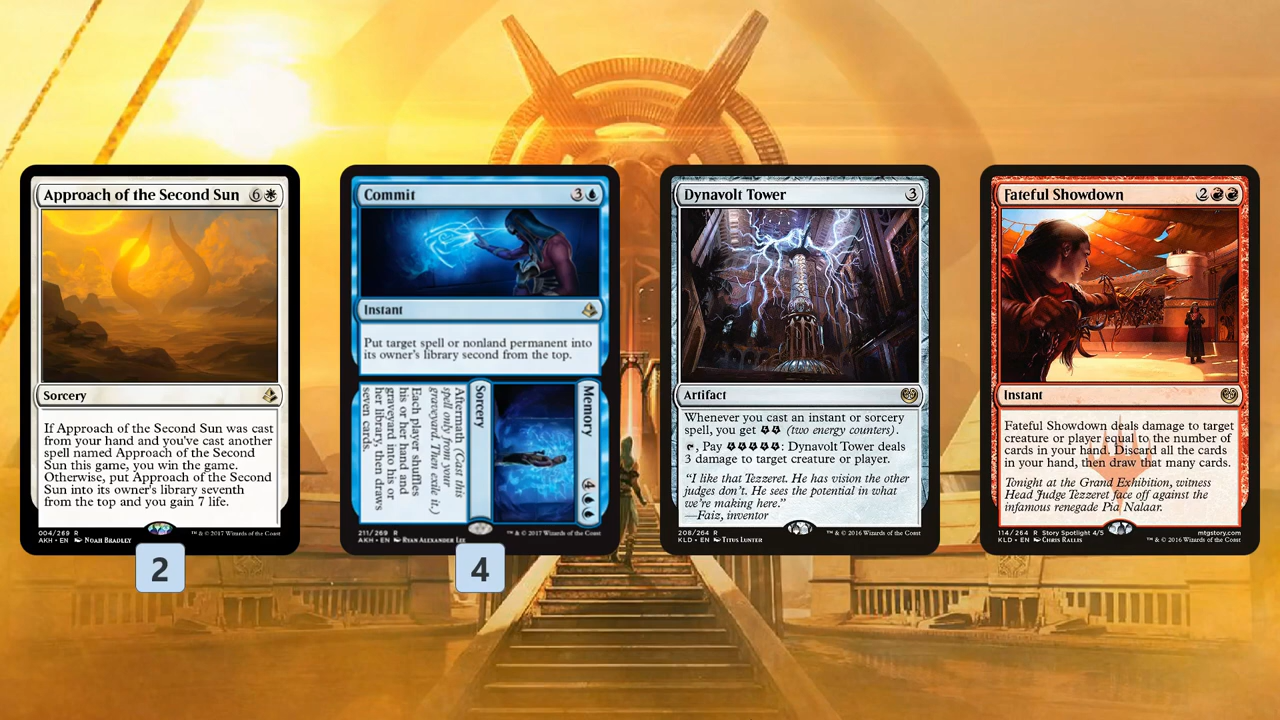 Approach of the Second Sun 6
Sorcery
If Approach of the Second Sun was cast
from your hand and you've cast another
spell named Approach of the Second
Sun this game, you win the game.
Otherwise, put Approach of the Second
Sun into its owner's library seventh
from the top and you gain 7 life.
004/269 R
AKH • EN NOAH BRADLEY
™ & © 2017 Wizards of the Coast
2
Commit 3
Instant
Put target spell or nonland permanent into
its owner's library second from the top.
Memory 4
Sorcery
Aftermath (Cast this
spell only from your
graveyard. Then exile it.)
Each player shuffles
his or her hand and
graveyard into his or
her library, then draws
seven cards.
211/269 R
AKH • EN RYAN ALEXANDER LEE
™ & © 2017 Wizards of the Coast
4
Dynavolt Tower 3
Artifact
Whenever you cast an instant or sorcery
spell, you get (two energy counters).
, Pay : Dynavolt Tower deals
3 damage to target creature or player.
"I like that Tezzeret. He has vision the other
judges don't. He sees the potential in what
we're making here."
—Faiz, inventor
208/264 R
KLD • EN TITUS LUNTER
™ & © 2016 Wizards of the Coast
Fateful Showdown 2
Instant
Fateful Showdown deals damage to target
creature or player equal to the number of
cards in your hand. Discard all the cards
in your hand, then draw that many cards.
Tonight at the Grand Exhibition, witness
Head Judge Tezzeret face off against the
infamous renegade Pia Nalaar.
114/264 R Story Spotlight 4/5
KLD • EN CHRIS RALLIS
mtgstory.com
™ & © 2016 Wizards of the Coast